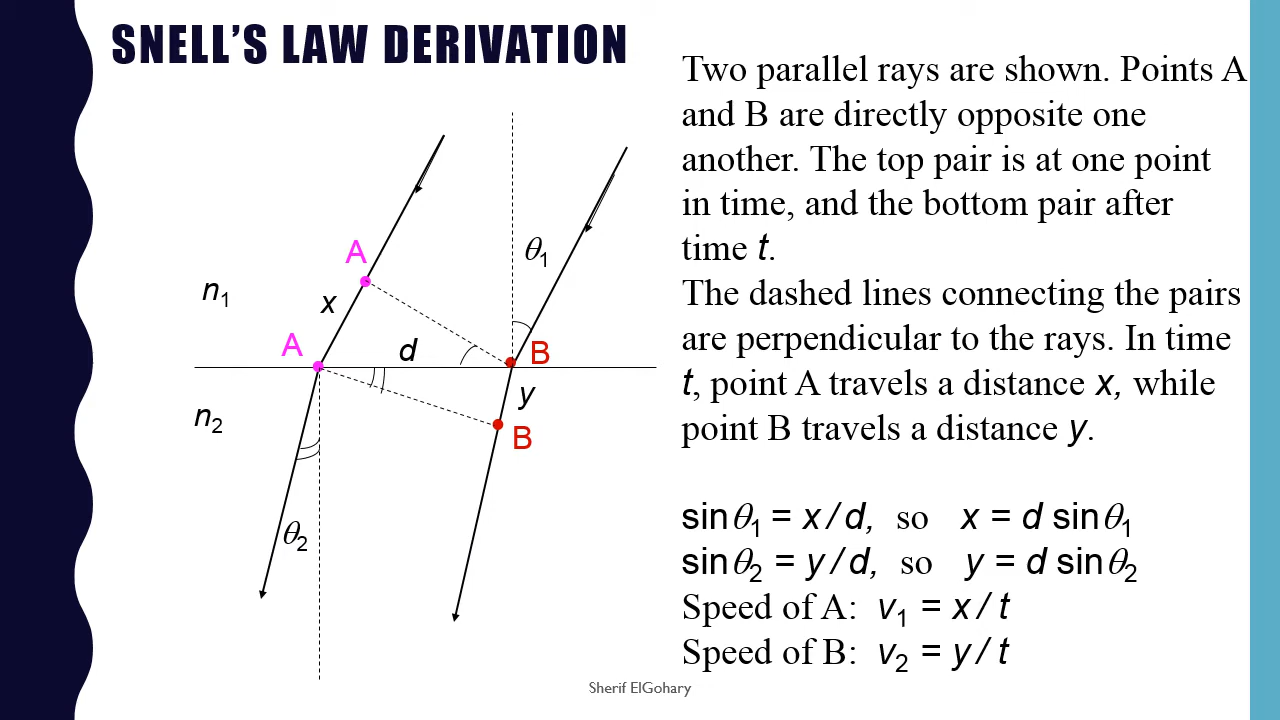 SNELL'S LAW DERIVATION
Two parallel rays are shown. Points A
and B are directly opposite one
another. The top pair is at one point
in time, and the bottom pair after
time t.
The dashed lines connecting the pairs
are perpendicular to the rays. In time
t, point A travels a distance x, while
point B travels a distance y.
sinθ₁ = x / d, so x = d sinθ₁
sinθ₂ = y / d, so y = d sinθ₂
Speed of A: v₁ = x / t
Speed of B: v₂ = y / t
A
θ₁
n₁
x
A
d
B
y
n₂
B
θ₂
Sherif ElGohary